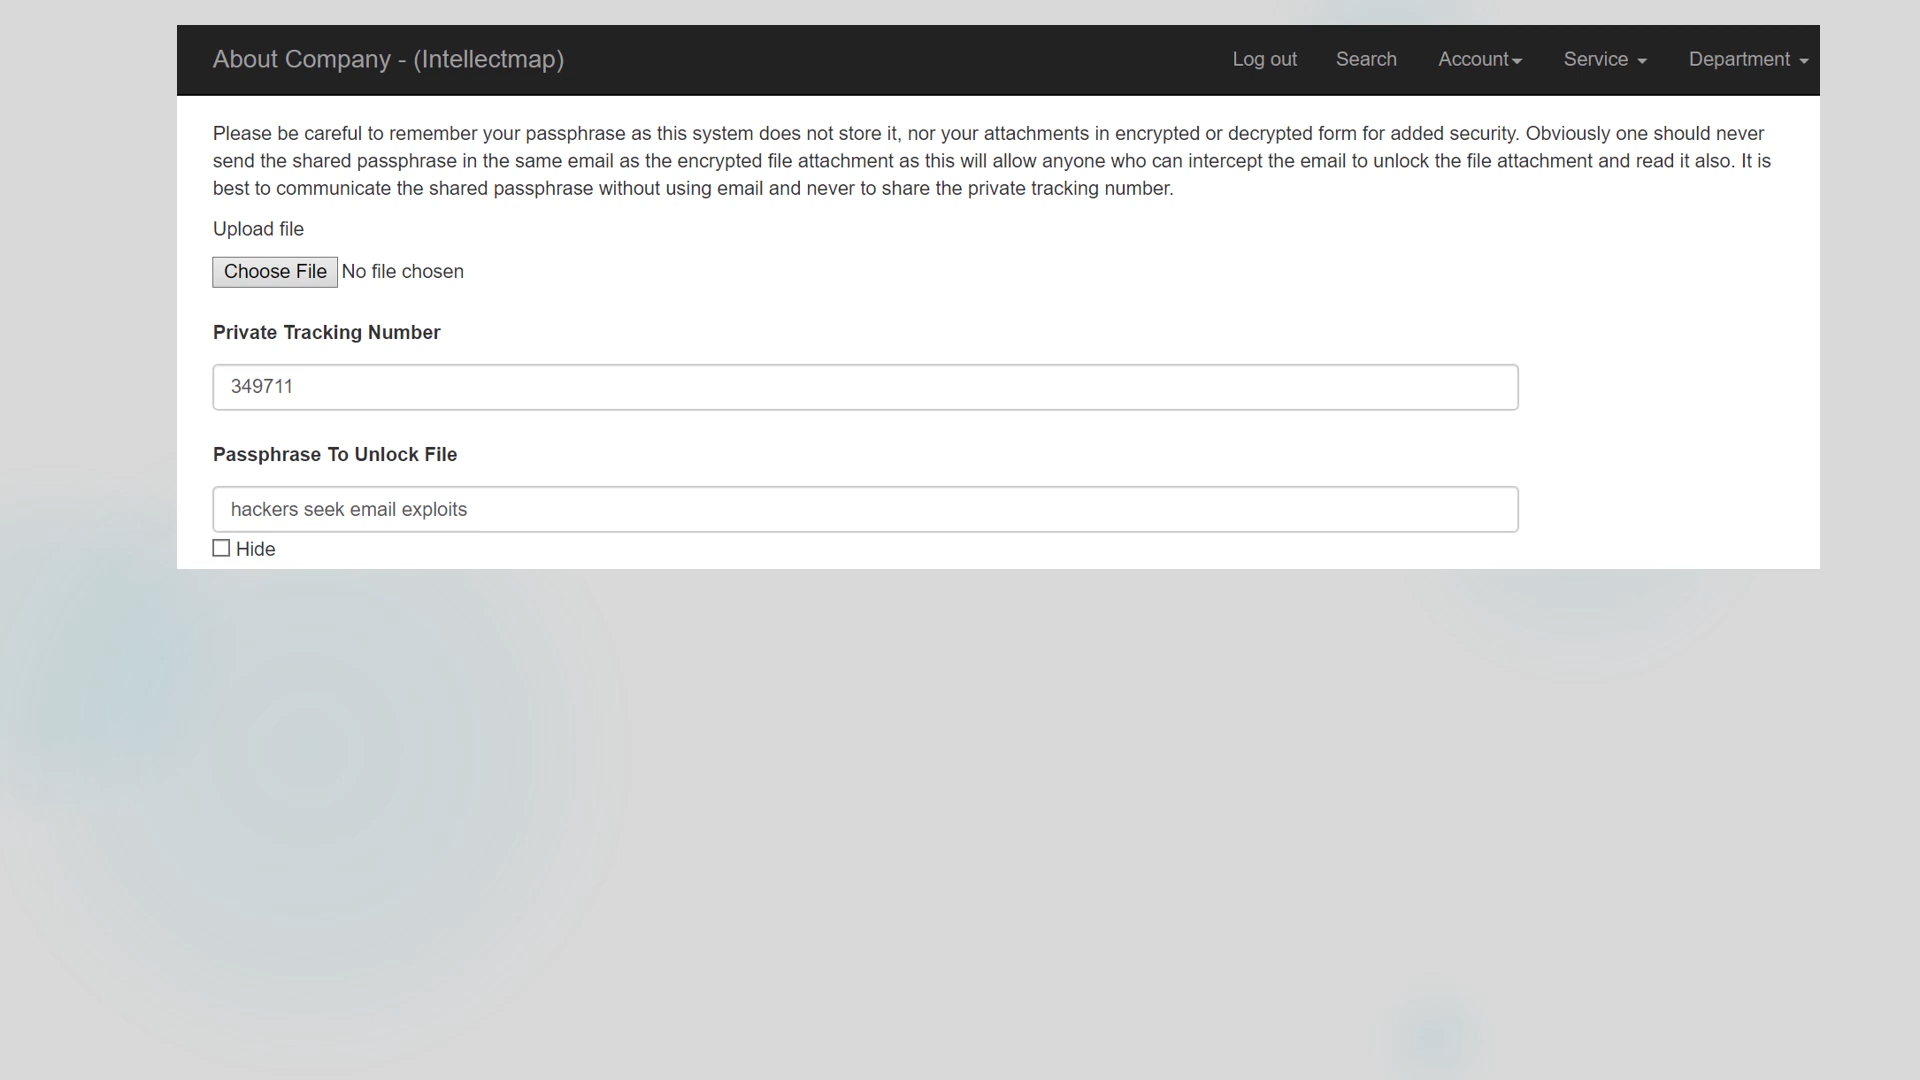 About Company - (Intellectmap)
Log out Search Account Service Department
Please be careful to remember your passphrase as this system does not store it, nor your attachments in encrypted or decrypted form for added security. Obviously one should never
send the shared passphrase in the same email as the encrypted file attachment as this will allow anyone who can intercept the email to unlock the file attachment and read it also. It is
best to communicate the shared passphrase without using email and never to share the private tracking number.
Upload file
Choose File No file chosen
Private Tracking Number
349711
Passphrase To Unlock File
hackers seek email exploits
Hide